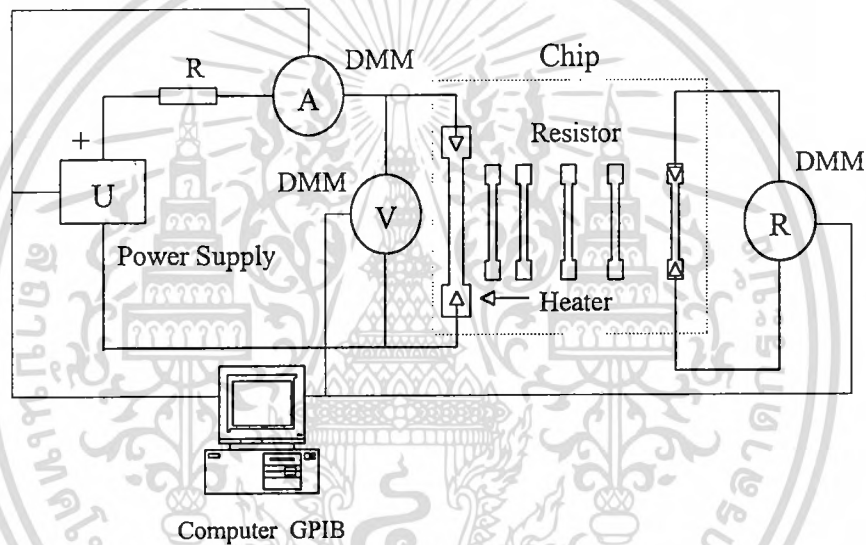 R
DMM
A
Chip
+
U
Power Supply
DMM
V
Resistor
Heater
DMM
R
Computer GPIB